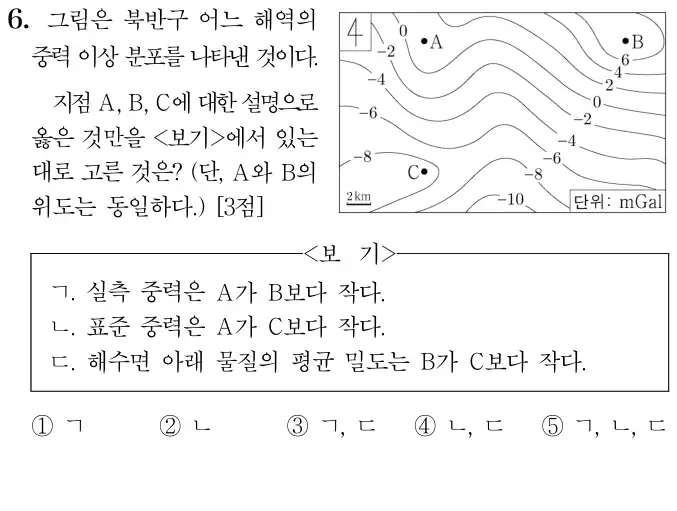 6. 그림은 북반구 어느 해역의
중력 이상 분포를 나타낸 것이다.
지점 A, B, C에 대한 설명으로
옳은 것만을 <보기>에서 있는
대로 고른 것은? (단, A와 B의
위도는 동일하다.) [3점]
4
0
A
B
-2
6
4
-4
2
0
-6
-2
-4
-8
-6
C
-8
2km
-10
단위: mGal
<보 기>
ㄱ. 실측 중력은 A가 B보다 작다.
ㄴ. 표준 중력은 A가 C보다 작다.
ㄷ. 해수면 아래 물질의 평균 밀도는 B가 C보다 작다.
① ㄱ ② ㄴ ③ ㄱ, ㄷ ④ ㄴ, ㄷ ⑤ ㄱ, ㄴ, ㄷ